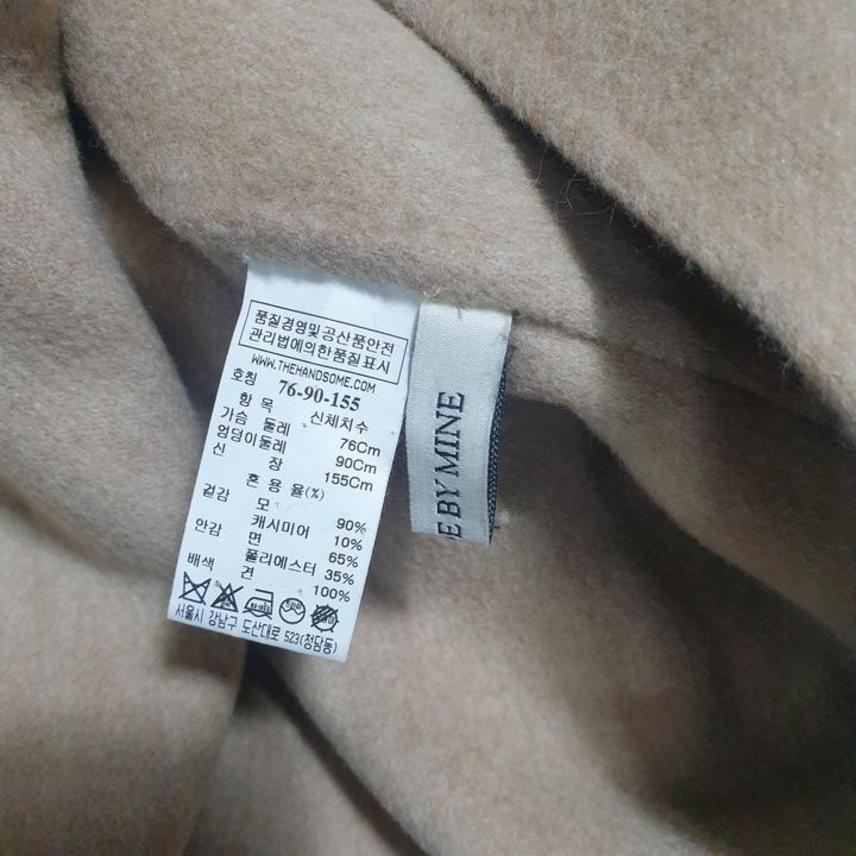 품질경영및공산품안전
관리법에의한품질표시
WWW.THEHANDSOME.COM
호칭 76-90-155
항 목 신체치수
가슴 둘레 76Cm
엉덩이둘레 90Cm
신 장 155Cm
혼 용 율(%)
겉감 모 90%
캐시미어 10%
안감 면 65%
폴리에스터 35%
배색 견 100%
서울시 강남구 도산대로 523(청담동)
E BY MINE